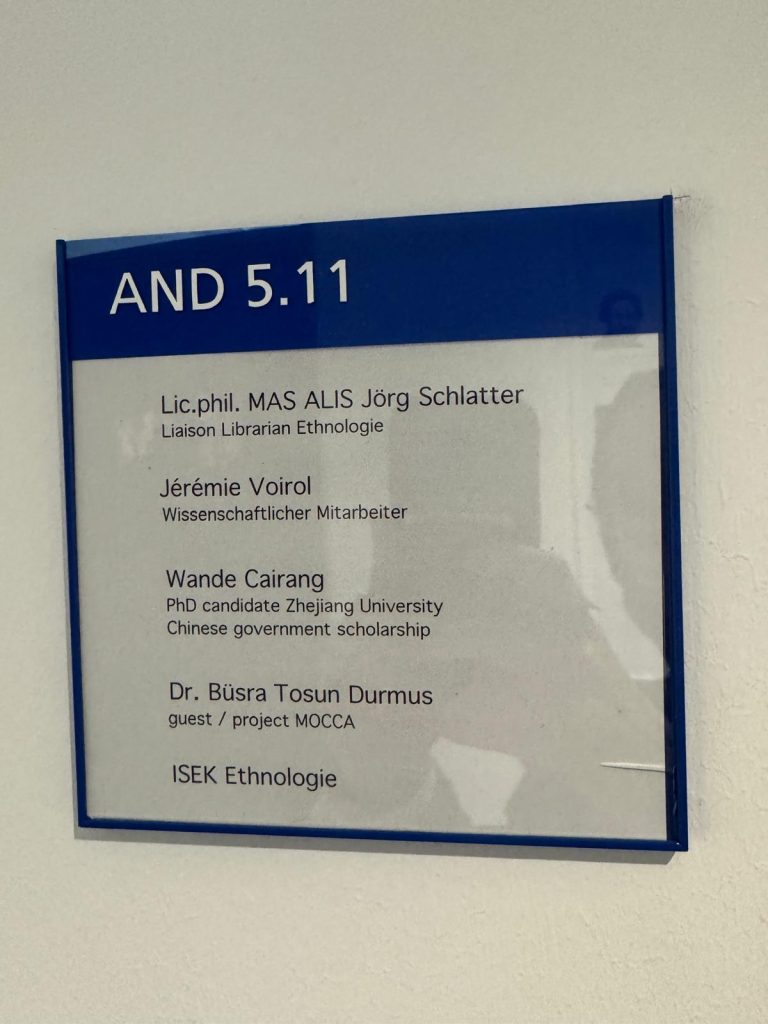 AND 5.11
Lic.phil. MAS ALIS Jörg Schlatter
Liaison Librarian Ethnologie
Jérémie Voirol
Wissenschaftlicher Mitarbeiter
Wande Cairang
PhD candidate Zhejiang University
Chinese government scholarship
Dr. Büsra Tosun Durmus
guest / project MOCCA
ISEK Ethnologie